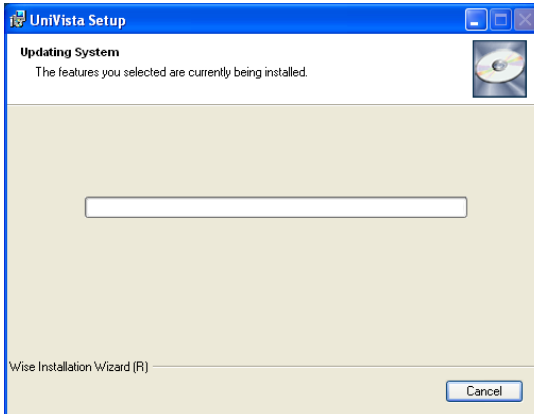 UniVista Setup
Updating System
The features you selected are currently being installed.
Wise Installation Wizard (R)
Cancel